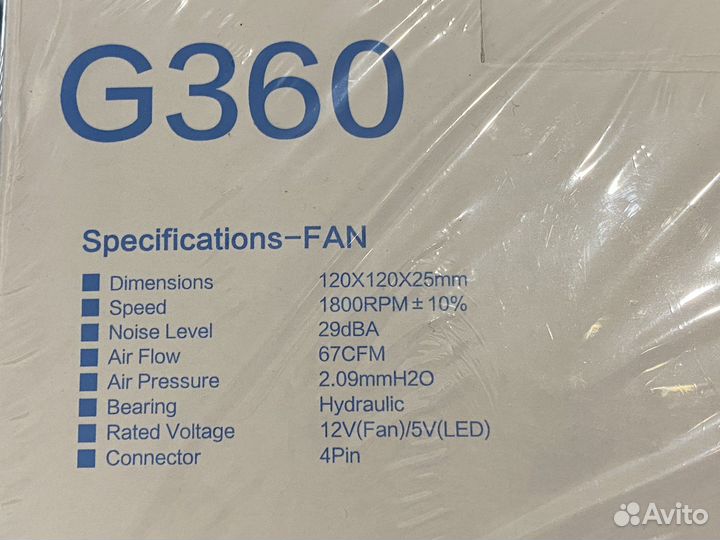 G360
Specifications-FAN
Dimensions 120X120X25mm
Speed 1800RPM ± 10%
Noise Level 29dBA
Air Flow 67CFM
Air Pressure 2.09mmH2O
Bearing Hydraulic
Rated Voltage 12V(Fan)/5V(LED)
Connector 4Pin
Avito